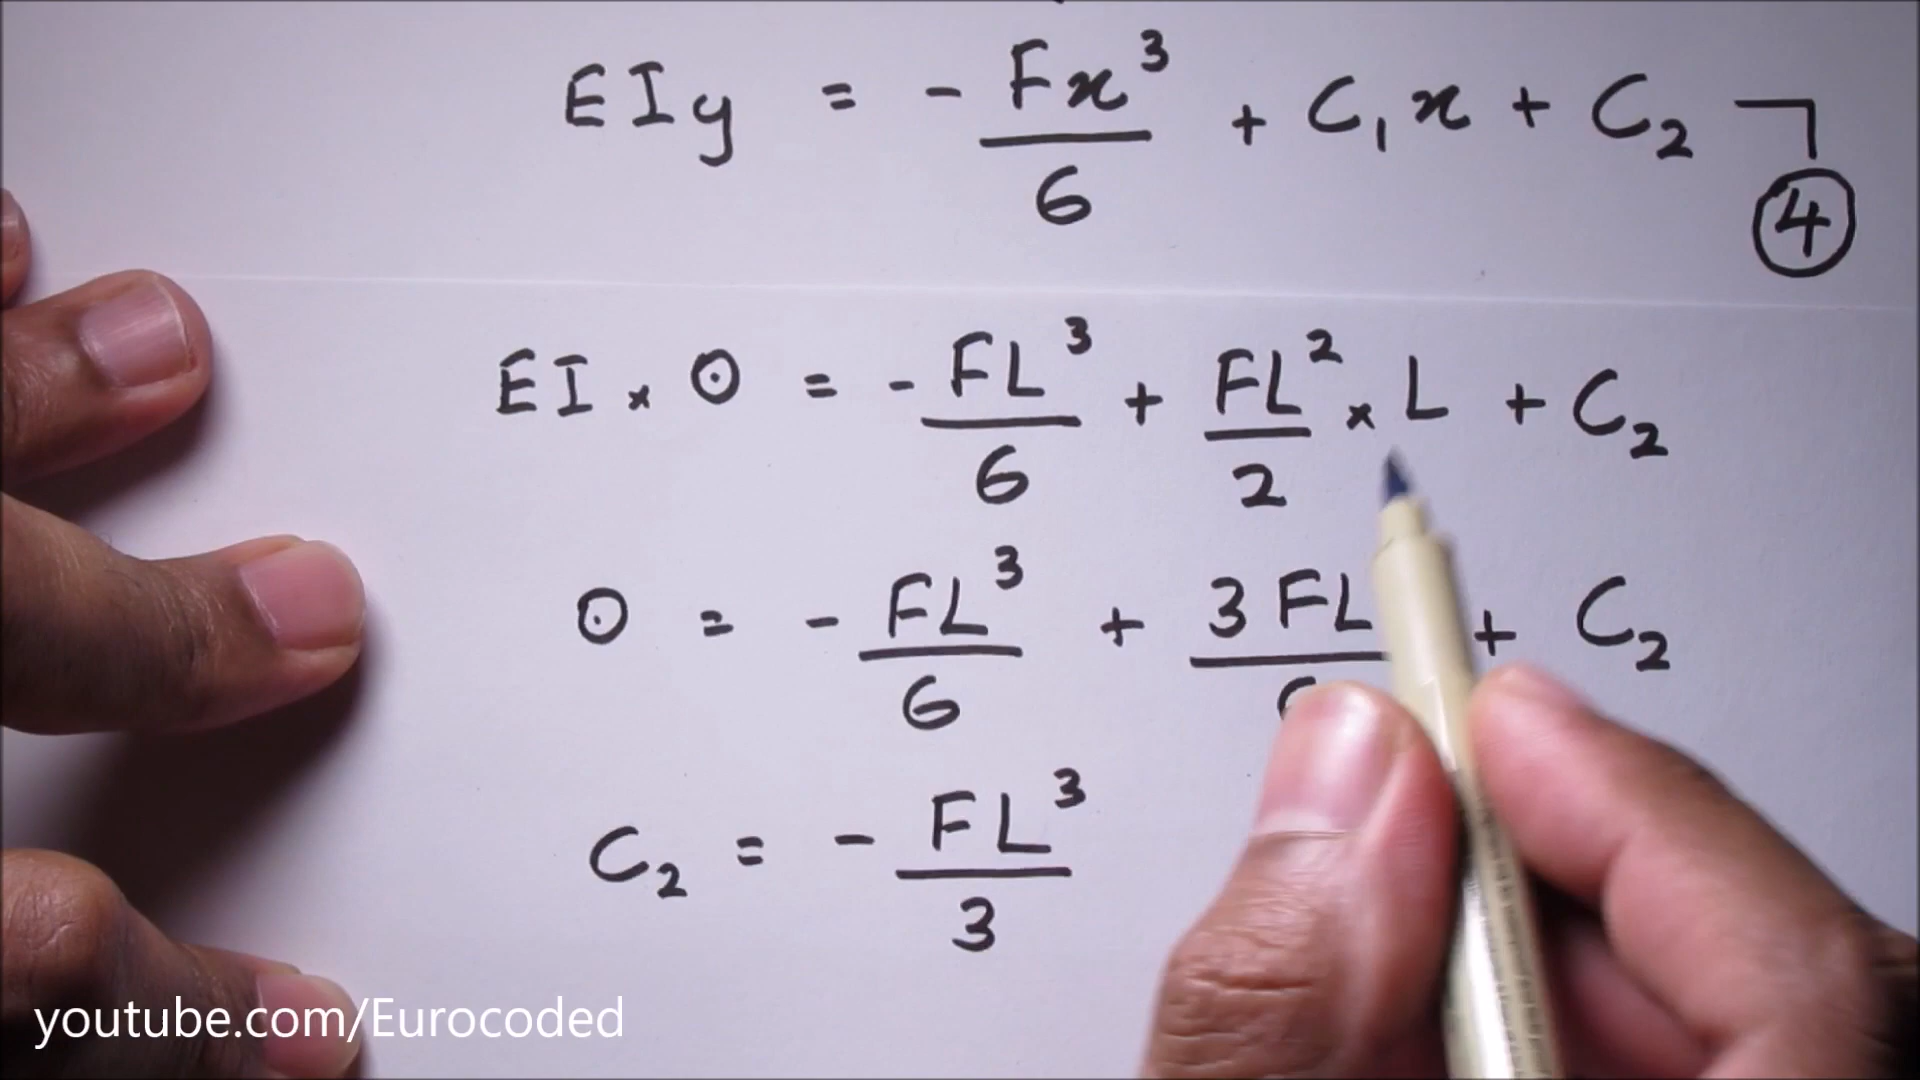 EIy = - Fx³/6 + C₁x + C₂ ④
EI × 0 = - FL³/6 + FL²/2 × L + C₂
0 = - FL³/6 + 3FL + C₂
C₂ = - FL³/3
youtube.com/Eurocoded